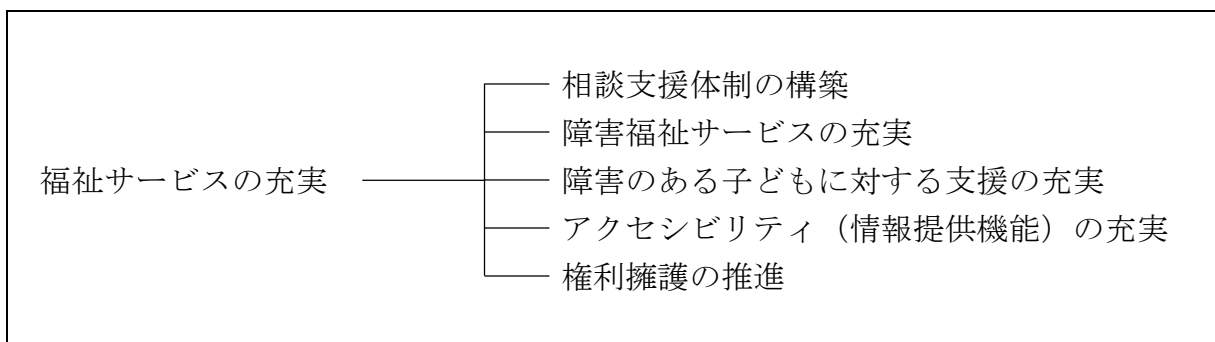 福祉サービスの充実
相談支援体制の構築
障害福祉サービスの充実
障害のある子どもに対する支援の充実
アクセシビリティ（情報提供機能）の充実
権利擁護の推進